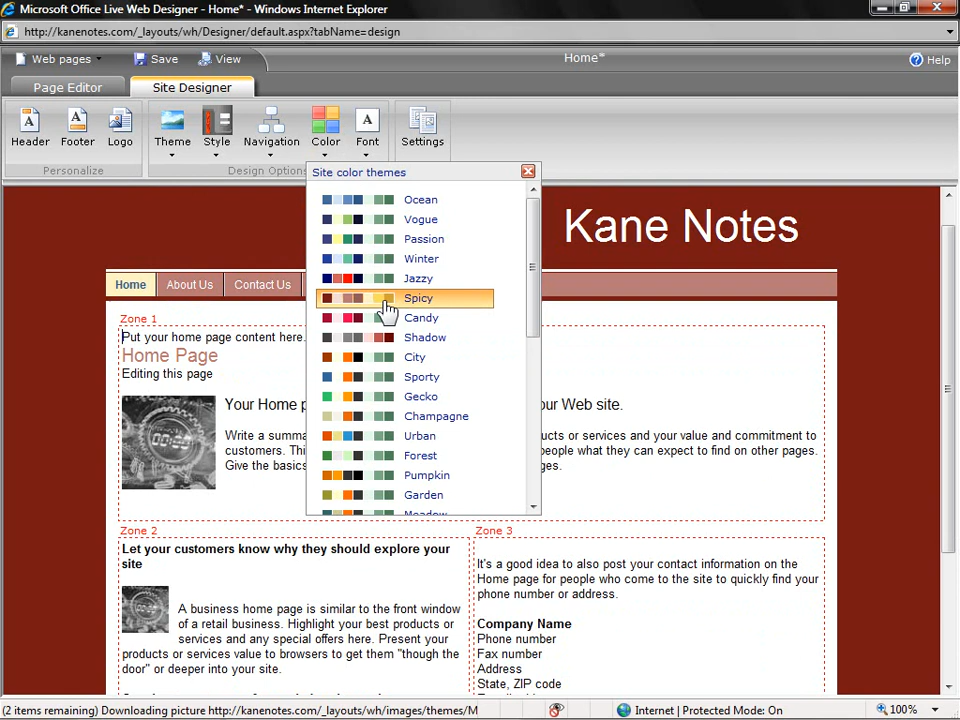 Microsoft Office Live Web Designer - Home* - Windows Internet Explorer
http://kanenotes.com/_layouts/wh/Designer/default.aspx?tabName=design
Web pages
Save
View
Home*
Help
Page Editor
Site Designer
Header
Footer
Logo
Theme
Style
Navigation
Color
Font
Settings
Personalize
Design Option
Site color themes
Ocean
Vogue
Passion
Winter
Jazzy
Spicy
Candy
Shadow
City
Sporty
Gecko
Champagne
Urban
Forest
Pumpkin
Garden
Meadow
Kane Notes
Home
About Us
Contact Us
Zone 1
Put your home page content here.
Home Page
Editing this page
Your Home p
our Web site.
Write a summa
ucts or services and your value and commitment to
customers. Thi
people what they can expect to find on other pages.
Give the basics
ges.
Zone 2
Let your customers know why they should explore your
site
A business home page is similar to the front window
of a retail business. Highlight your best products or
services and any special offers here. Present your
products or services value to browsers to get them "though the
door" or deeper into your site.
Zone 3
It's a good idea to also post your contact information on the
Home page for people who come to the site to quickly find your
phone number or address.
Company Name
Phone number
Fax number
Address
State, ZIP code
(2 items remaining) Downloading picture http://kanenotes.com/_layouts/wh/images/themes/M
Internet | Protected Mode: On
100%